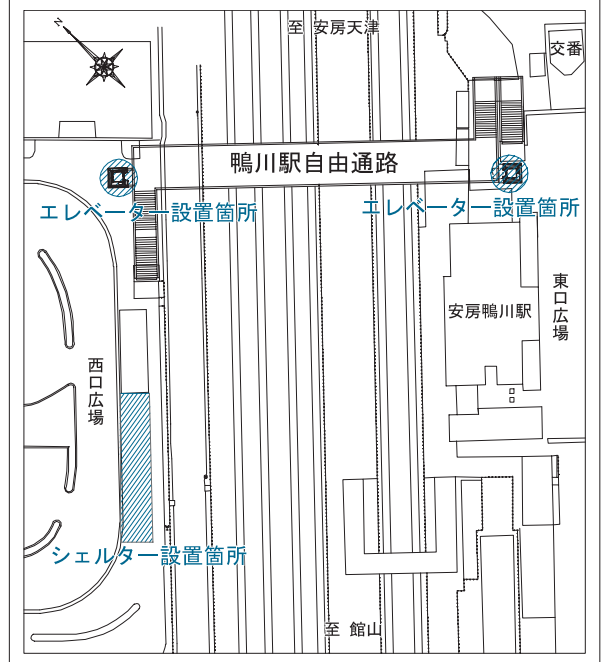 N
至 安房天津
交番
鴨川駅自由通路
エレベーター設置箇所
エレベーター設置箇所
安房鴨川駅
東口広場
西口広場
シェルター設置箇所
至 館山